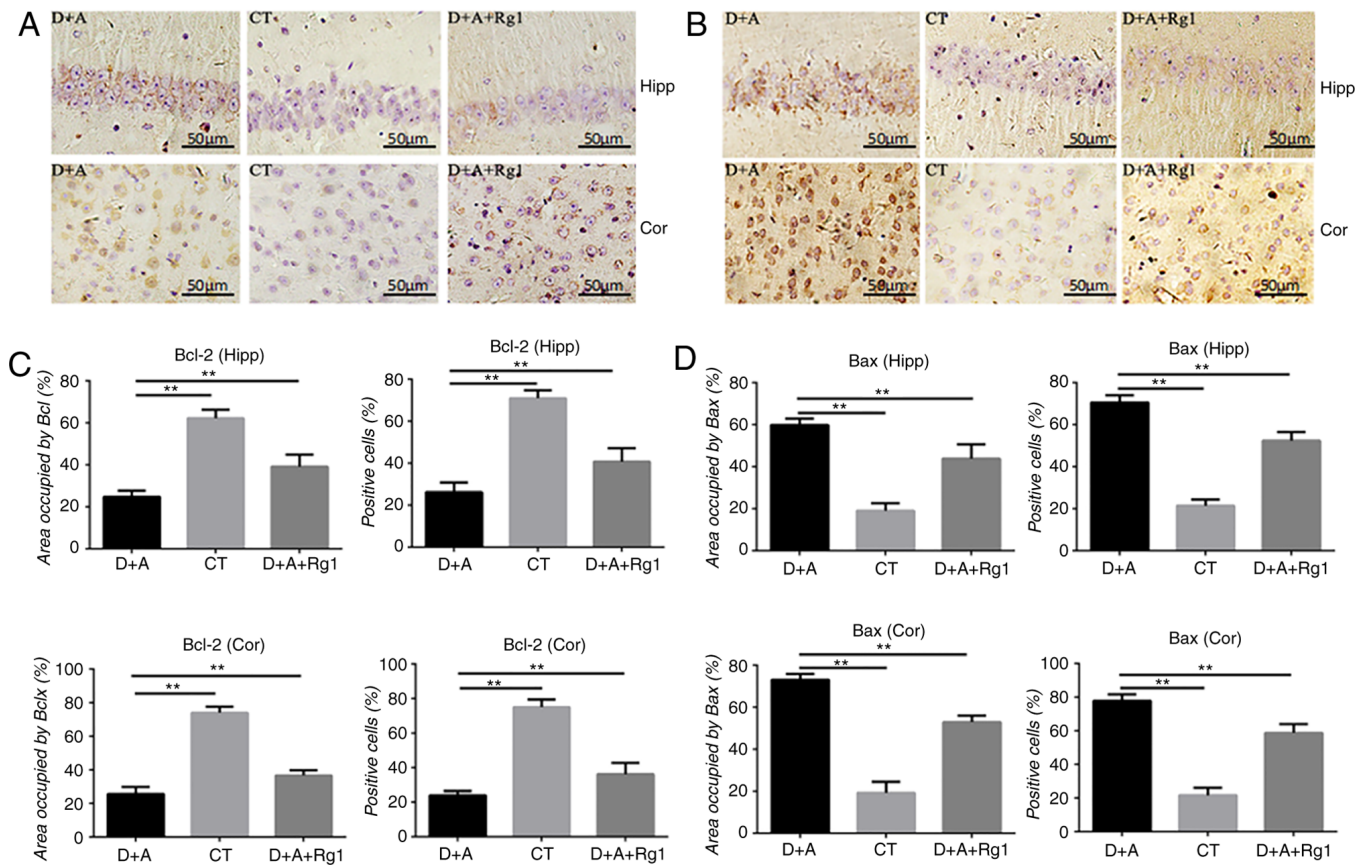 A
B
D+A
CT
D+A+Rg1
Hipp
50μm
50μm
50μm
D+A
CT
D+A+Rg1
Cor
50μm
50μm
50μm
D+A
CT
D+A+Rg1
Hipp
50μm
50μm
50μm
D+A
CT
D+A+Rg1
Cor
50μm
50μm
50μm
C
Bcl-2 (Hipp)
Area occupied by Bcl (%)
80
60
40
20
0
**
**
D+A
CT
D+A+Rg1
Bcl-2 (Hipp)
Positive cells (%)
80
60
40
20
0
**
**
D+A
CT
D+A+Rg1
Bcl-2 (Cor)
Area occupied by Bclx (%)
100
80
60
40
20
0
**
**
D+A
CT
D+A+Rg1
Bcl-2 (Cor)
Positive cells (%)
100
80
60
40
20
0
**
**
D+A
CT
D+A+Rg1
D
Bax (Hipp)
Area occupied by Bax (%)
80
60
40
20
0
**
**
D+A
CT
D+A+Rg1
Bax (Hipp)
Positive cells (%)
80
60
40
20
0
**
**
D+A
CT
D+A+Rg1
Bax (Cor)
Area occupied by Bax (%)
80
60
40
20
0
**
**
D+A
CT
D+A+Rg1
Bax (Cor)
Positive cells (%)
100
80
60
40
20
0
**
**
D+A
CT
D+A+Rg1